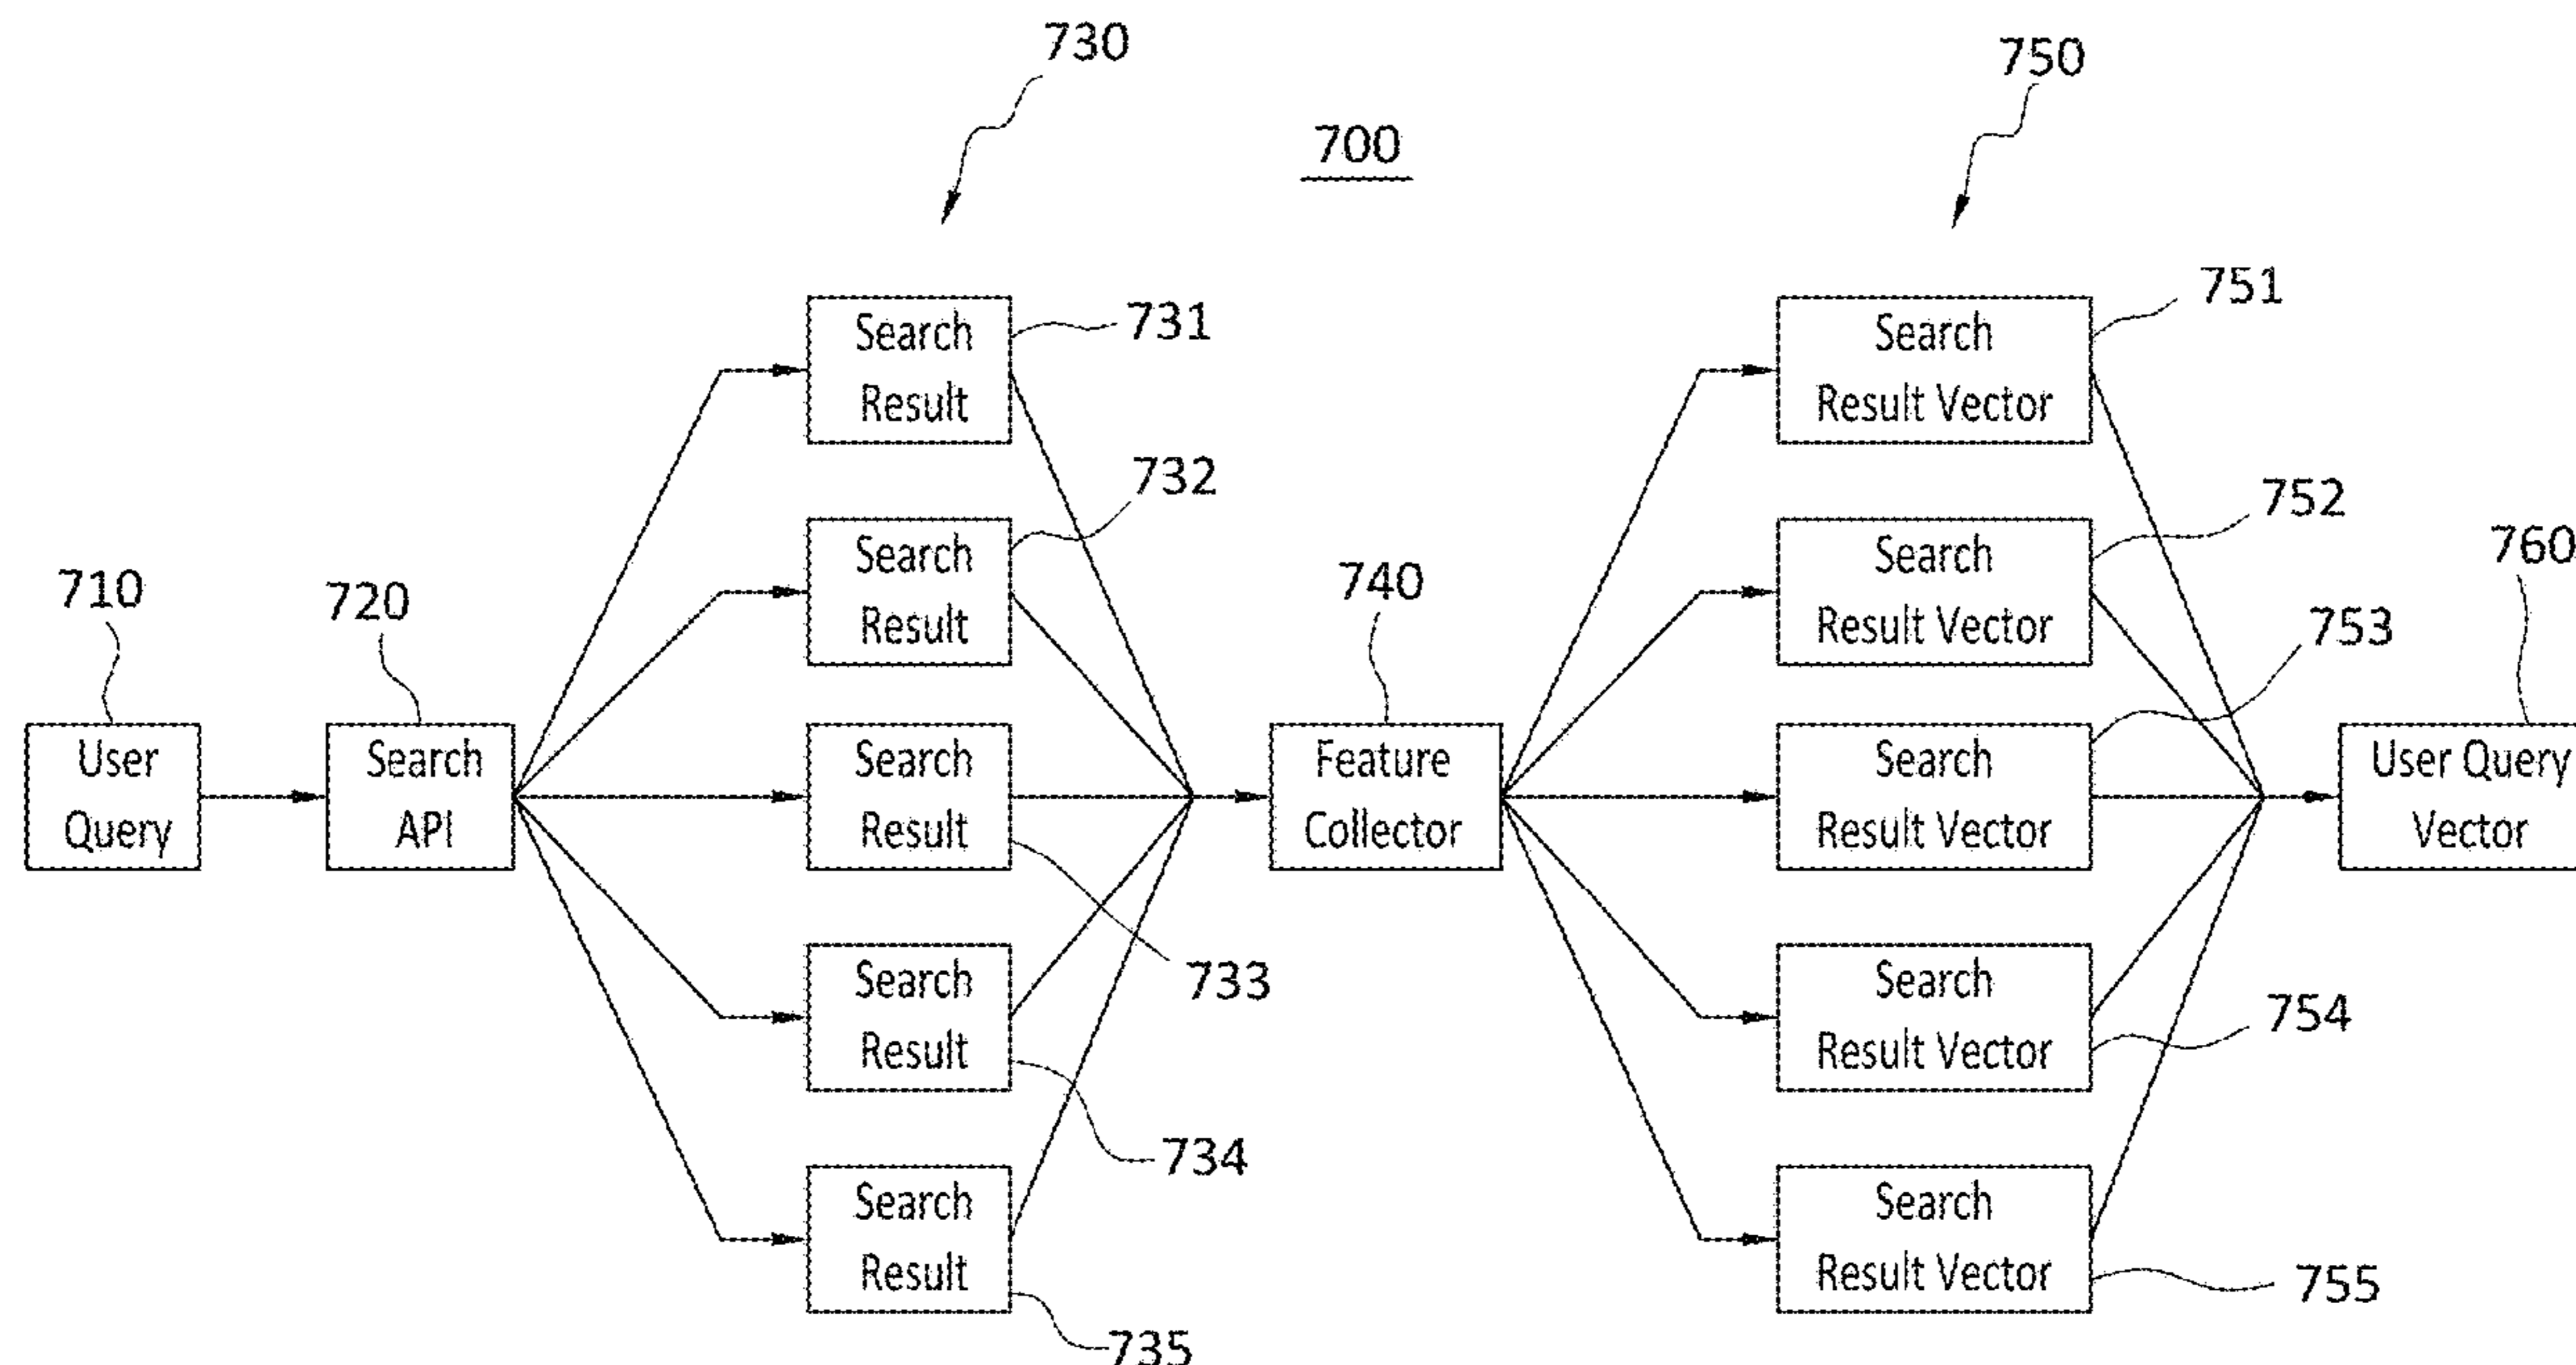 730
750
700
731
Search
Result
751
Search
Result Vector
732
Search
Result
752
Search
Result Vector
710
User
Query
720
Search
API
733
Search
Result
740
Feature
Collector
753
Search
Result Vector
760
User Query
Vector
734
Search
Result
754
Search
Result Vector
735
Search
Result
755
Search
Result Vector